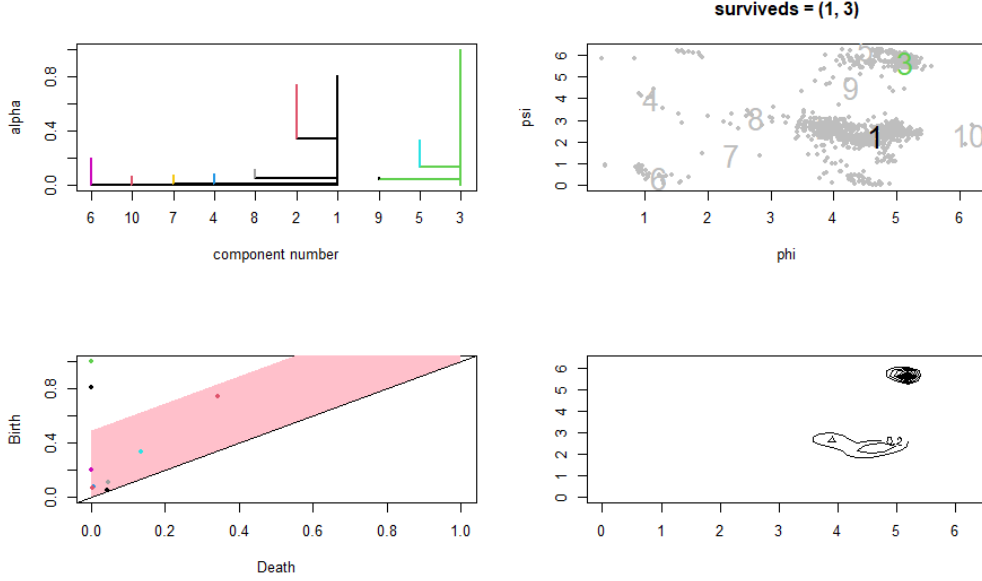 surviveds = (1, 3)
alpha
0.0 0.4 0.8
6 10 7 4 8 2 1 9 5 3
component number
psi
0 1 2 3 4 5 6
2 3 9 4 8 1 10 7 6
1 2 3 4 5 6
phi
Birth
0.0 0.4 0.8
0.0 0.2 0.4 0.6 0.8 1.0
Death
0 1 2 3 4 5 6
0 1 2 3 4 5 6